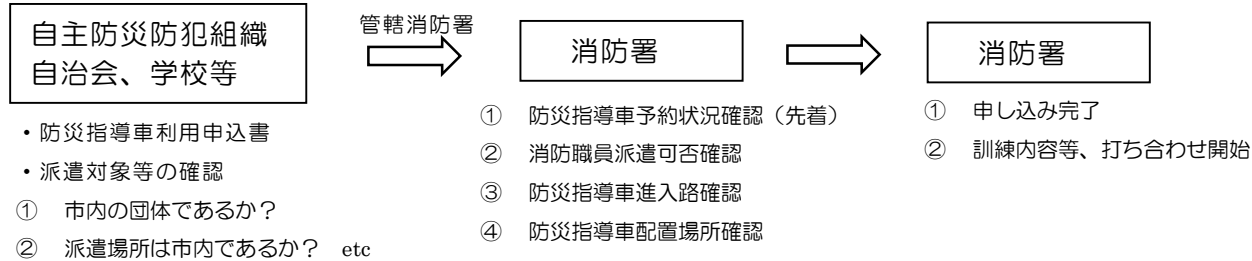 自主防災防犯組織
自治会、学校等
・防災指導車利用申込書
・派遣対象等の確認
① 市内の団体であるか？
② 派遣場所は市内であるか？ etc
管轄消防署
消防署
① 防災指導車予約状況確認（先着）
② 消防職員派遣可否確認
③ 防災指導車進入路確認
④ 防災指導車配置場所確認
消防署
① 申し込み完了
② 訓練内容等、打ち合わせ開始